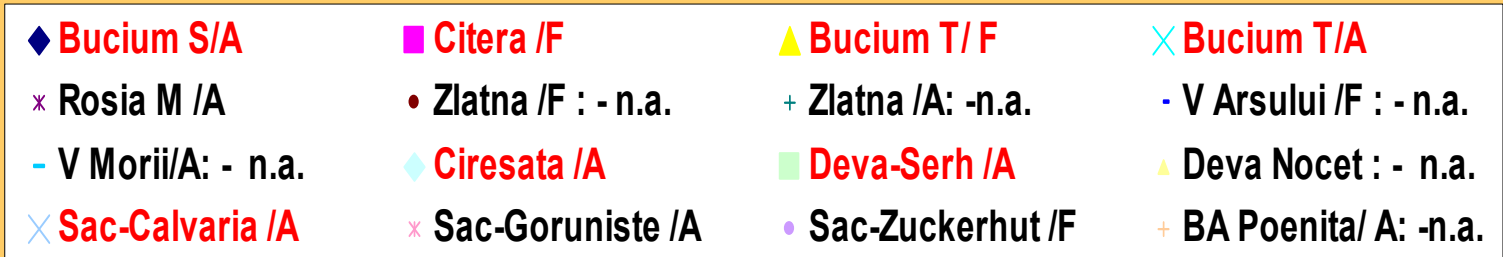 Bucium S/A Citera /F Bucium T/ F Bucium T/A
Rosia M /A Zlatna /F : - n.a. Zlatna /A: -n.a. V Arsului /F : - n.a.
V Morii/A: - n.a. Ciresata /A Deva-Serh /A Deva Nocet : - n.a.
Sac-Calvaria /A Sac-Goruniste /A Sac-Zuckerhut /F BA Poenita/ A: -n.a.